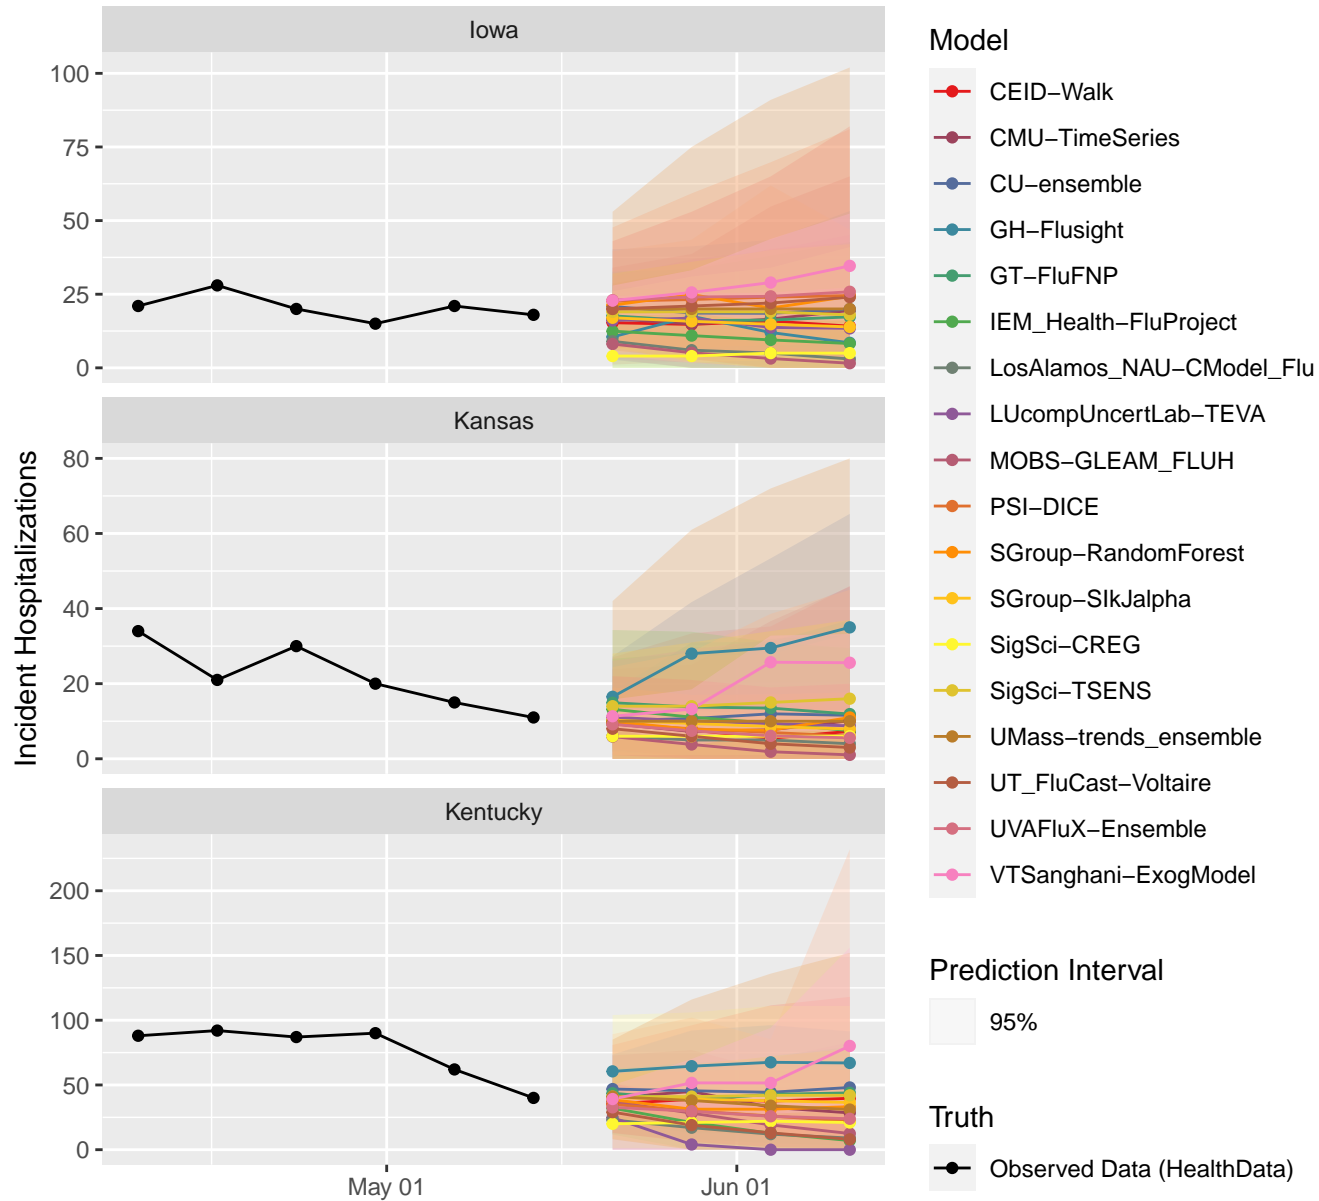 Iowa
100
75
50
25
0
Kansas
80
60
40
20
0
Kentucky
200
150
100
50
0
May 01
Jun 01
Incident Hospitalizations
Model
CEID−Walk
CMU−TimeSeries
CU−ensemble
GH−Flusight
GT−FluFNP
IEM_Health−FluProject
LosAlamos_NAU−CModel_Flu
LUcompUncertLab−TEVA
MOBS−GLEAM_FLUH
PSI−DICE
SGroup−RandomForest
SGroup−SIkJalpha
SigSci−CREG
SigSci−TSENS
UMass−trends_ensemble
UT_FluCast−Voltaire
UVAFluX−Ensemble
VTSanghani−ExogModel
Prediction Interval
95%
Truth
Observed Data (HealthData)